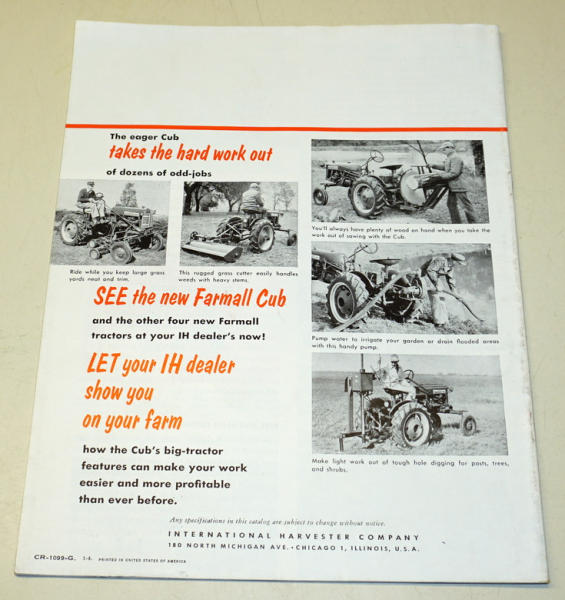 The eager Cub
takes the hard work out
of dozens of odd-jobs
Ride while you keep large grass
yards neat and trim.
This rugged grass cutter easily handles
weeds with heavy stems.
SEE the new Farmall Cub
and the other four new Farmall
tractors at your IH dealer's now!
LET your IH dealer
show you
on your farm
how the Cub's big-tractor
features can make your work
easier and more profitable
than ever before.
You'll always have plenty of wood on hand when you take the
work out of sawing with the Cub.
Pump water to irrigate your garden or drain flooded areas
with this handy pump.
Make light work out of tough hole digging for posts, trees,
and shrubs.
Any specifications in this catalog are subject to change without notice.
INTERNATIONAL HARVESTER COMPANY
180 NORTH MICHIGAN AVE. • CHICAGO 1, ILLINOIS, U.S.A.
CR-1099-G. PRINTED IN UNITED STATES OF AMERICA